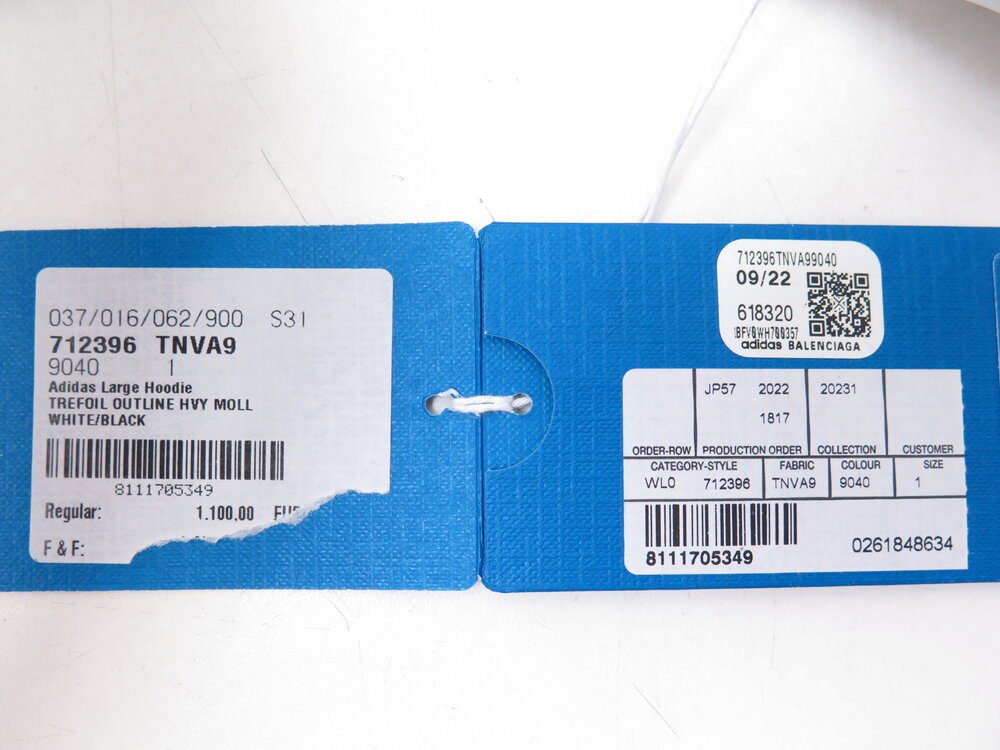 037/016/062/900 S31
712396 TNVA9
9040 1
Adidas Large Hoodie
TREFOIL OUTLINE HVY MOLL
WHITE/BLACK
8111705349
Regular: 1.100,00
F & F:
712396TNVA99040
09/22
618320
adidas BALENCIAGA
JP57 2022 20231
1817
ORDER-ROW PRODUCTION ORDER COLLECTION CUSTOMER
CATEGORY-STYLE FABRIC COLOUR SIZE
WL0 712396 TNVA9 9040 1
8111705349 0261848634